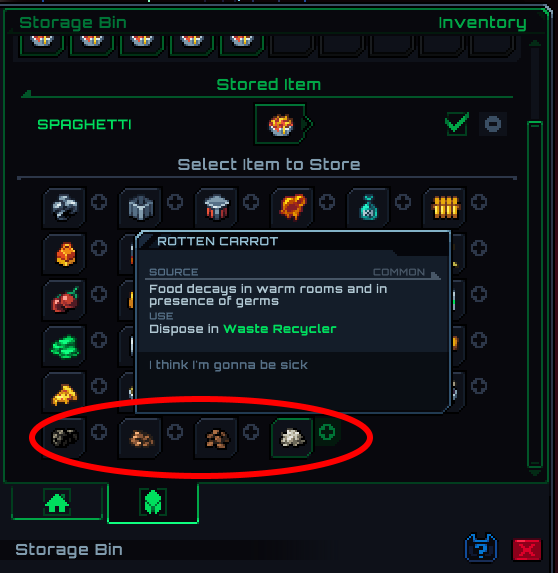 Storage Bin
Inventory
Stored Item
SPAGHETTI
Select Item to Store
ROTTEN CARROT
SOURCE
COMMON
Food decays in warm rooms and in
presence of germs
USE
Dispose in Waste Recycler
I think I'm gonna be sick
Storage Bin
?